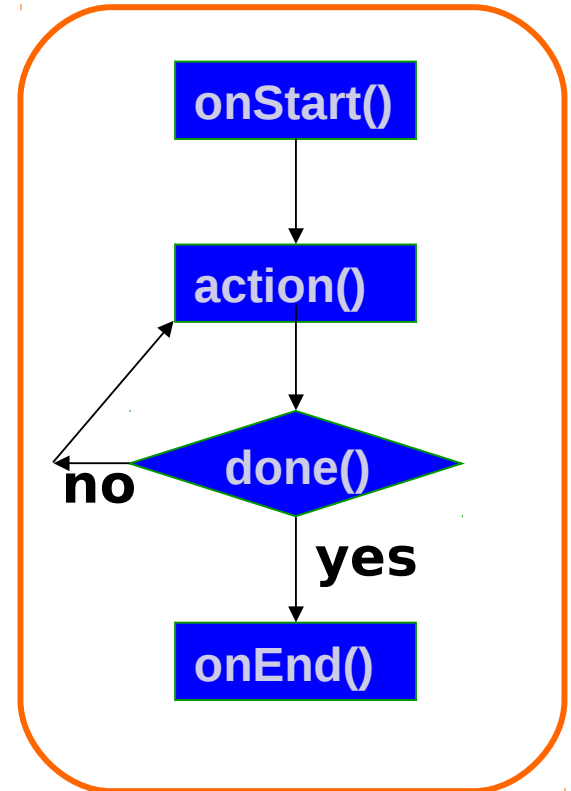 onStart()
action()
done()
no
yes
onEnd()